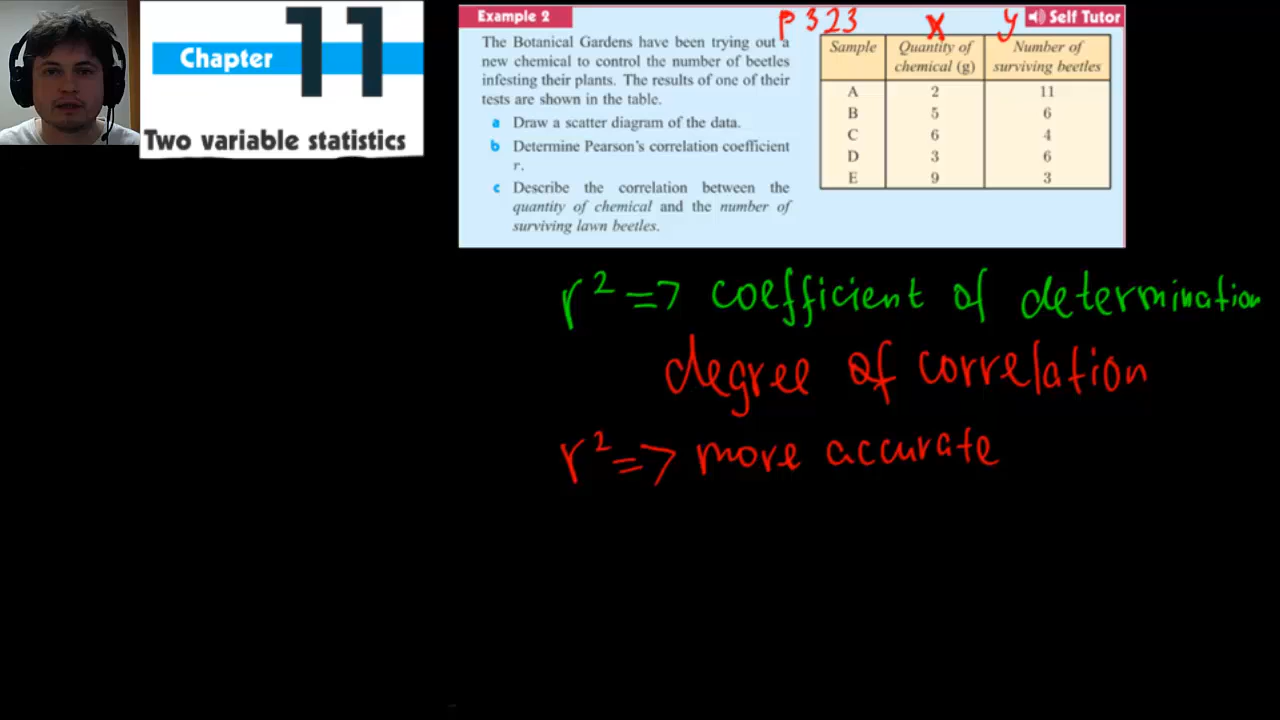 Chapter 11
Two variable statistics
Example 2
p 323
x
y
Self Tutor
The Botanical Gardens have been trying out a
new chemical to control the number of beetles
infesting their plants. The results of one of their
tests are shown in the table.
a Draw a scatter diagram of the data.
b Determine Pearson's correlation coefficient
r.
c Describe the correlation between the
quantity of chemical and the number of
surviving lawn beetles.
Sample Quantity of chemical (g) Number of surviving beetles
A 2 11
B 5 6
C 6 4
D 3 6
E 9 3
r² => coefficient of determination
degree of correlation
r² => more accurate